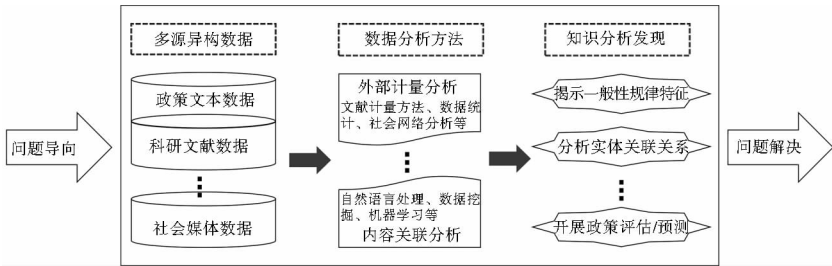 问题导向
多源异构数据
政策文本数据
科研文献数据
社会媒体数据
数据分析方法
外部计量分析
文献计量方法、数据统
计、社会网络分析等
自然语言处理、数据挖
掘、机器学习等
内容关联分析
知识分析发现
揭示一般性规律特征
分析实体关联关系
开展政策评估/预测
问题解决